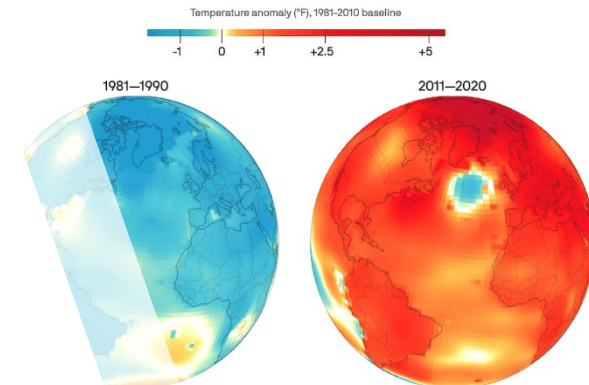 Temperature anomaly (°F), 1981-2010 baseline
-1 0 +1 +2.5 +5
1981—1990 2011—2020